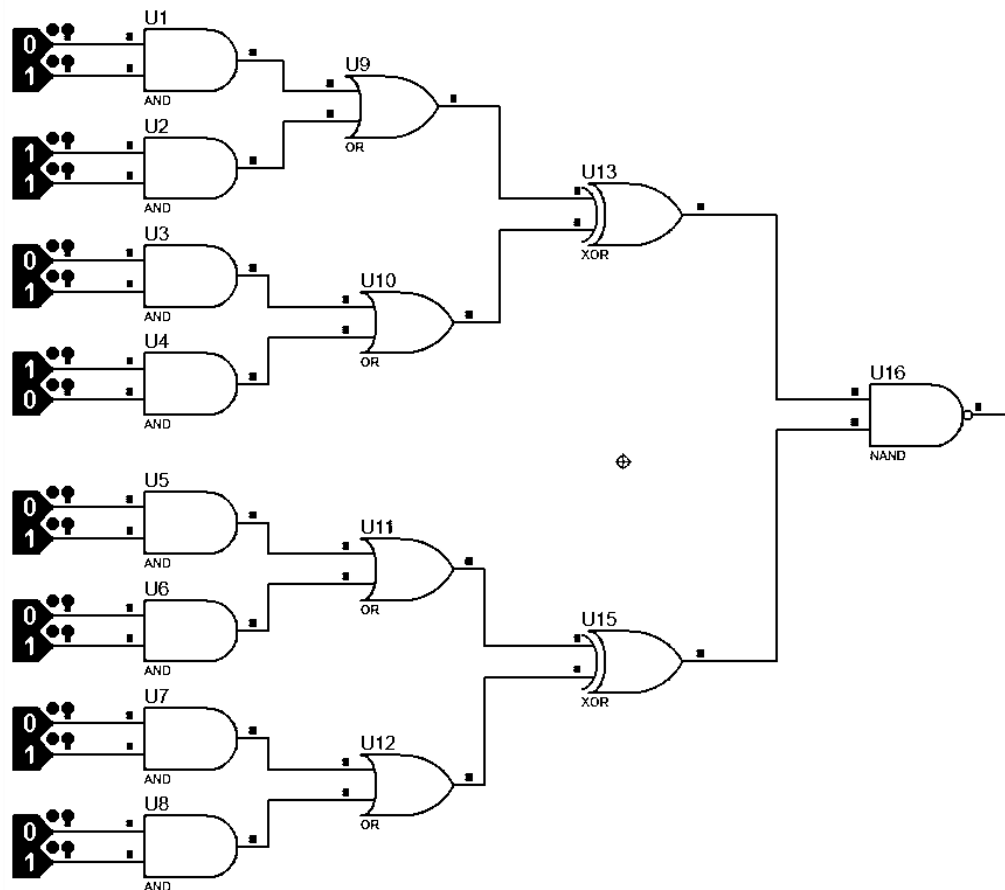 U1
0
1
AND
U2
1
1
AND
U3
0
1
AND
U4
1
0
AND
U5
0
1
AND
U6
0
1
AND
U7
0
1
AND
U8
0
1
AND
U9
OR
U10
OR
U11
OR
U12
OR
U13
XOR
U15
XOR
U16
NAND